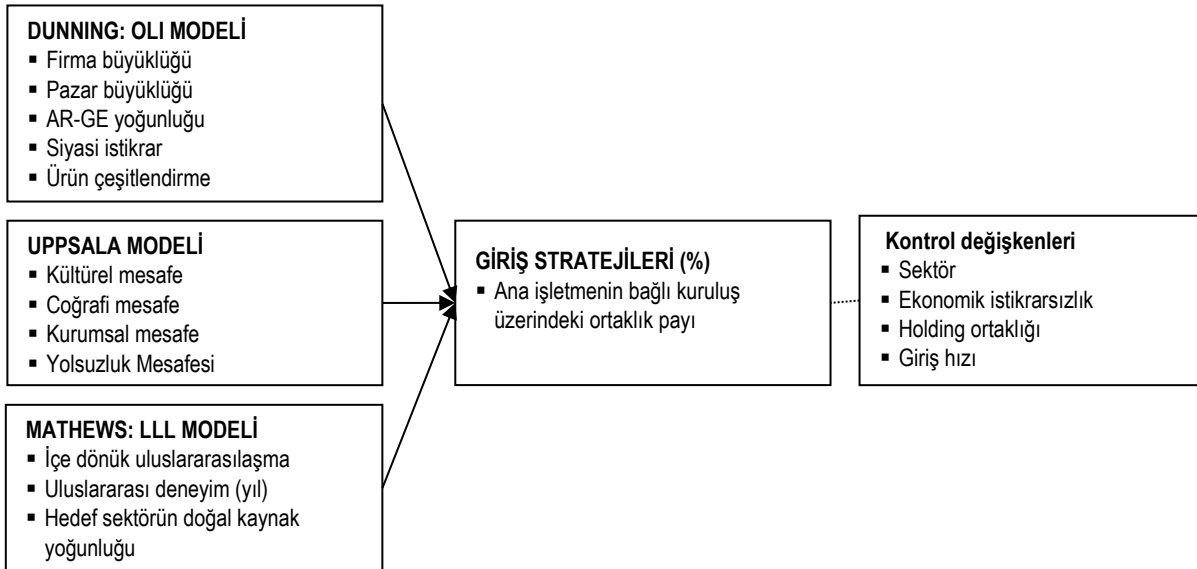 DUNNING: OLI MODELİ
▪ Firma büyüklüğü
▪ Pazar büyüklüğü
▪ AR-GE yoğunluğu
▪ Siyasi istikrar
▪ Ürün çeşitlendirme
UPPSALA MODELİ
▪ Kültürel mesafe
▪ Coğrafi mesafe
▪ Kurumsal mesafe
▪ Yolsuzluk Mesafesi
MATHEWS: LLL MODELİ
▪ İçe dönük uluslararasılaşma
▪ Uluslararası deneyim (yıl)
▪ Hedef sektörün doğal kaynak
yoğunluğu
GİRİŞ STRATEJİLERİ (%)
▪ Ana işletmenin bağlı kuruluş
üzerindeki ortaklık payı
Kontrol değişkenleri
▪ Sektör
▪ Ekonomik istikrarsızlık
▪ Holding ortaklığı
▪ Giriş hızı